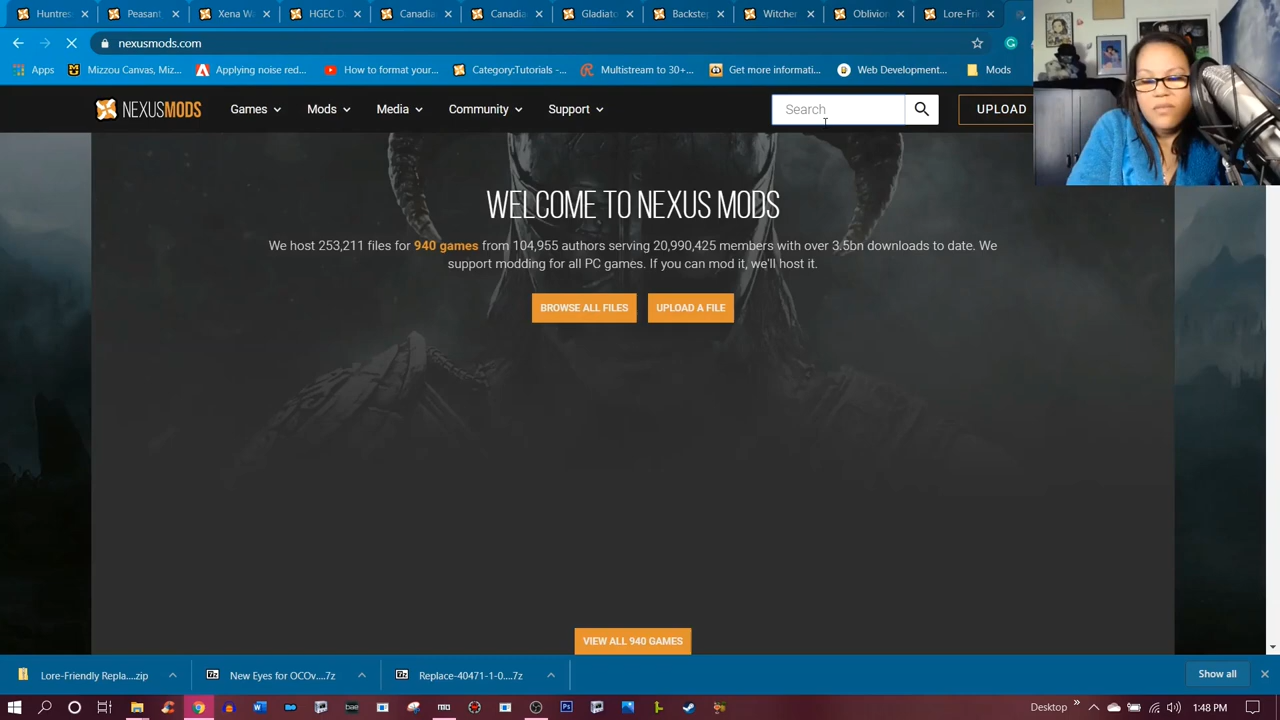 Huntres
Peasant,
Xena Wa
HGEC D
Canadia
Canadia
Gladiato
Backste
Witcher
Oblivion
Lore-Fri
nexusmods.com
Apps
Mizzou Canvas, Miz...
Applying noise red...
How to format your...
Category:Tutorials -...
Multistream to 30+...
Get more informati...
Web Development...
Mods
NEXUSMODS
Games
Mods
Media
Community
Support
Search
UPLOAD
WELCOME TO NEXUS MODS
We host 253,211 files for 940 games from 104,955 authors serving 20,990,425 members with over 3.5bn downloads to date. We
support modding for all PC games. If you can mod it, we'll host it.
BROWSE ALL FILES
UPLOAD A FILE
VIEW ALL 940 GAMES
Lore-Friendly Repla....zip
New Eyes for OCOv....7z
Replace-40471-1-0....7z
Show all
Desktop
1:48 PM